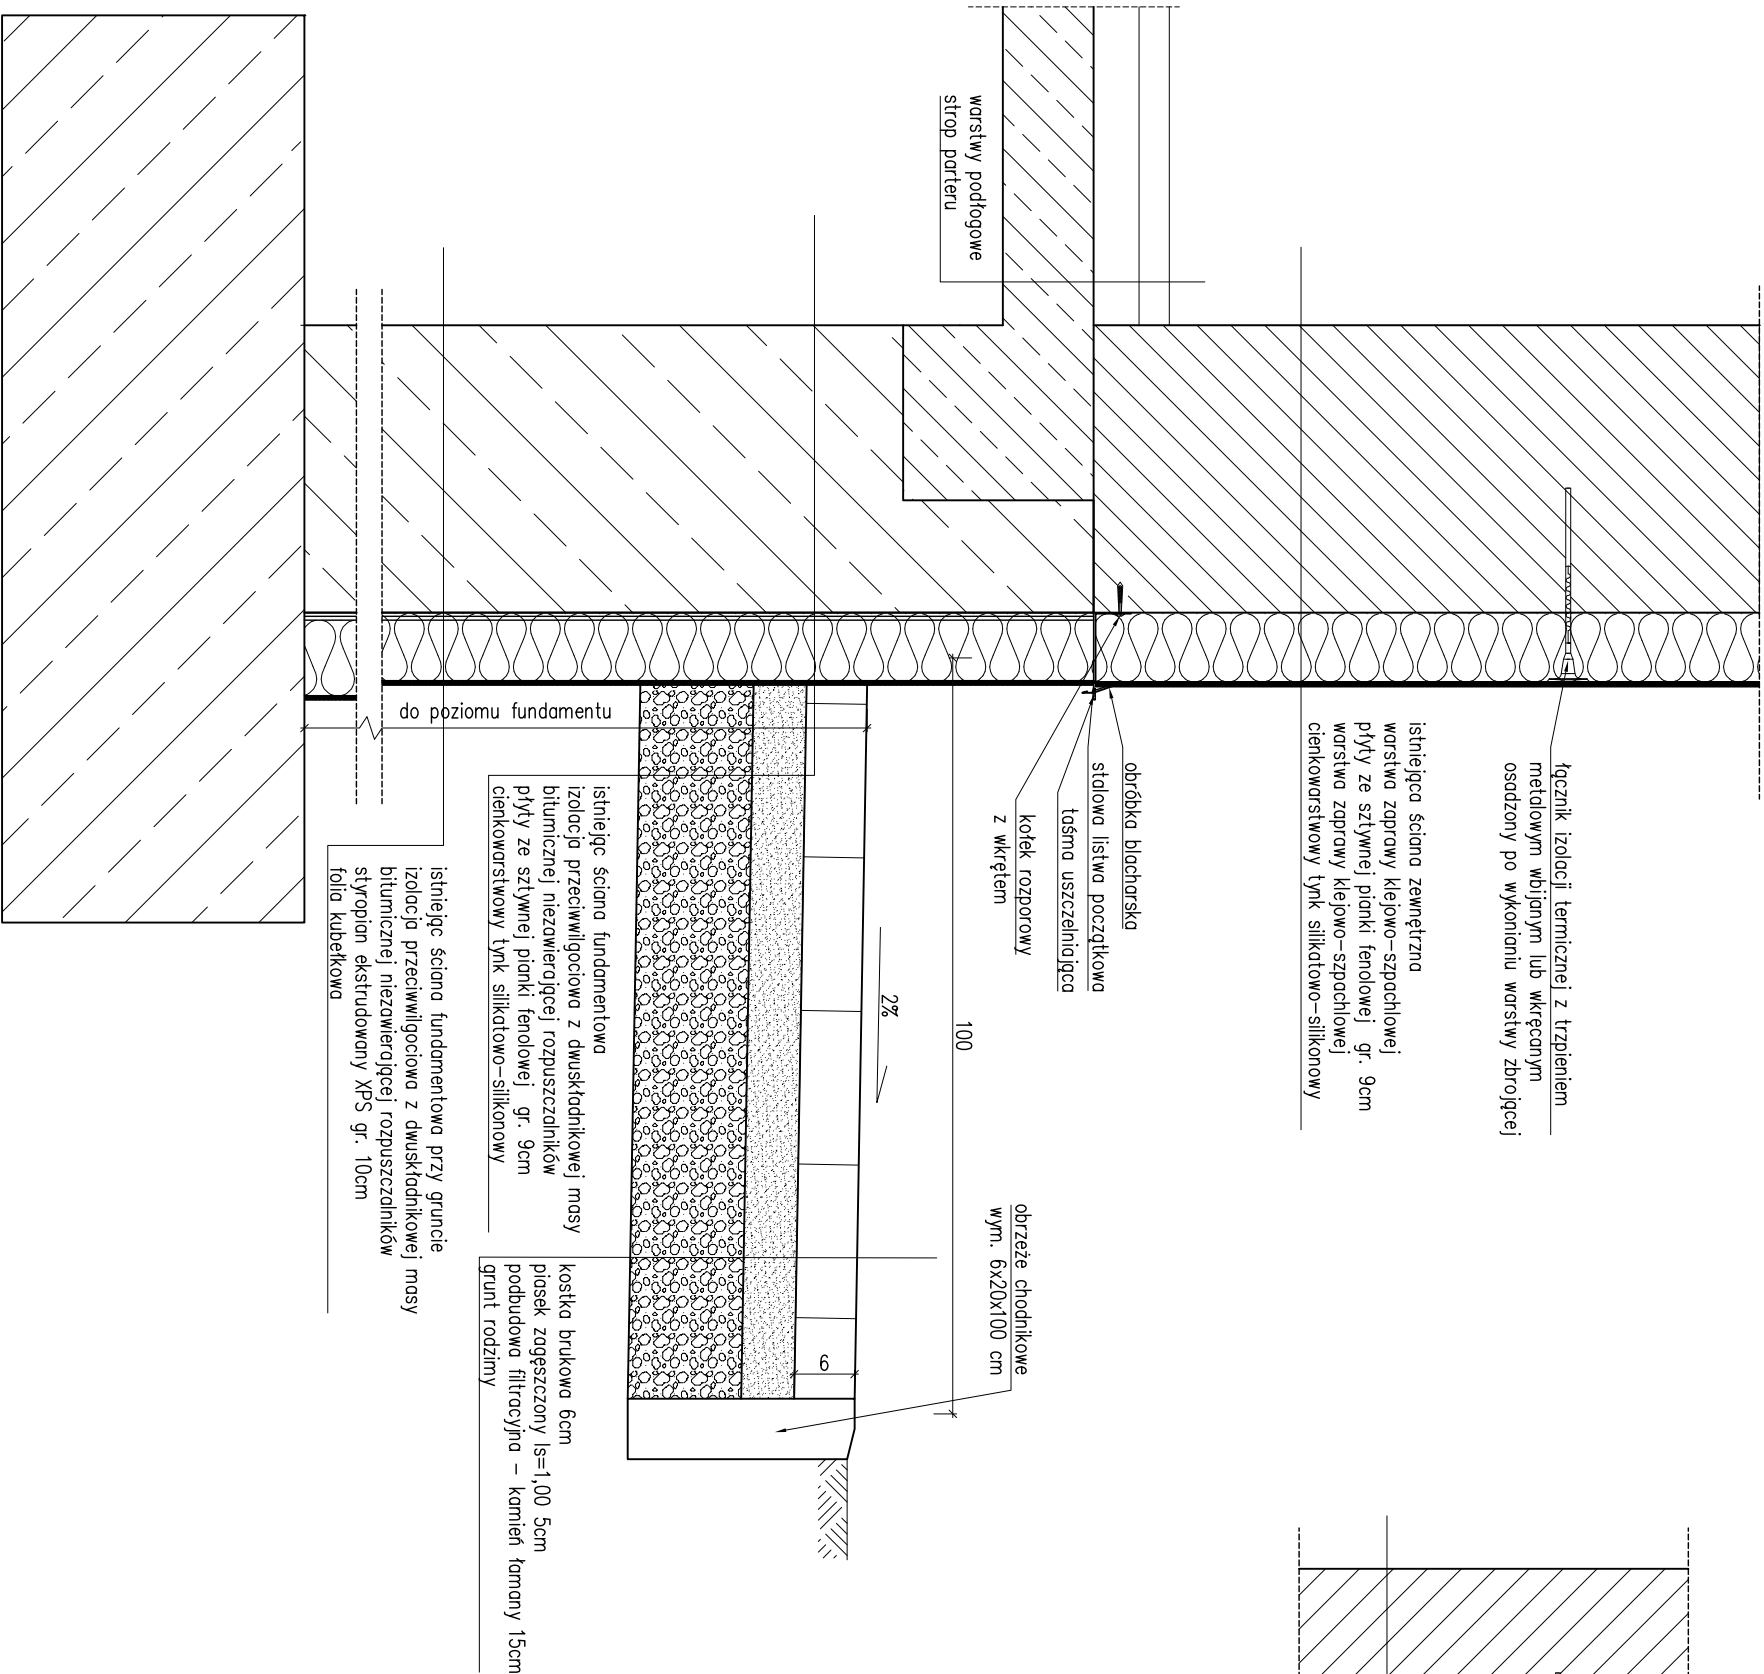 łącznik izolacji termicznej z trzpieniem
metalowym wbijanym lub wkręcanym
osadzony po wykonianiu warstwy zbrojącej
istniejąca ściana zewnętrzna
warstwa zaprawy klejowo-szpachlowej
płyty ze sztywnej pianki fenolowej gr. 9cm
warstwa zaprawy klejowo-szpachlowej
cienkowarstwowy tynk silikatowo-silikonowy
warstwy podłogowe
strop parteru
obróbka blacharska
stalowa listwa początkowa
taśma uszczelniająca
kołek rozporowy
z wkrętem
obrzeże chodnikowe
wym. 6x20x100 cm
100
2%
6
do poziomu fundamentu
istniejąc ściana fundamentowa
izolacja przeciwwilgociowa z dwuskładnikowej masy
bitumicznej niezawierającej rozpuszczalników
płyty ze sztywnej pianki fenolowej gr. 9cm
cienkowarstwowy tynk silikatowo-silikonowy
kostka brukowa 6cm
piasek zagęszczony Is=1,00 5cm
podbudowa filtracyjna - kamień łamany 15cm
grunt rodzimy
istniejąc ściana fundamentowa przy gruncie
izolacja przeciwwilgociowa z dwuskładnikowej masy
bitumicznej niezawierającej rozpuszczalników
styropian ekstrudowany XPS gr. 10cm
folia kubełkowa